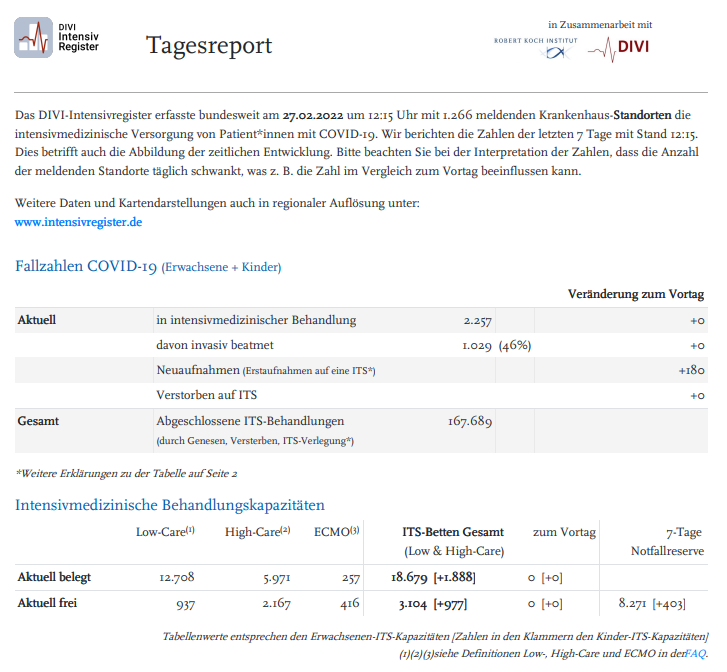 DIVI
Intensiv
Register
Tagesreport
in Zusammenarbeit mit
ROBERT KOCH INSTITUT
DIVI
Das DIVI-Intensivregister erfasste bundesweit am 27.02.2022 um 12:15 Uhr mit 1.266 meldenden Krankenhaus-Standorten die
intensivmedizinische Versorgung von Patient*innen mit COVID-19. Wir berichten die Zahlen der letzten 7 Tage mit Stand 12:15.
Dies betrifft auch die Abbildung der zeitlichen Entwicklung. Bitte beachten Sie bei der Interpretation der Zahlen, dass die Anzahl
der meldenden Standorte täglich schwankt, was z. B. die Zahl im Vergleich zum Vortag beeinflussen kann.
Weitere Daten und Kartendarstellungen auch in regionaler Auflösung unter:
www.intensivregister.de
Fallzahlen COVID-19 (Erwachsene + Kinder)
Veränderung zum Vortag
Aktuell in intensivmedizinischer Behandlung 2.257 +0
davon invasiv beatmet 1.029 (46%) +0
Neuaufnahmen (Erstaufnahmen auf eine ITS*) +180
Verstorben auf ITS +0
Gesamt Abgeschlossene ITS-Behandlungen 167.689
(durch Genesen, Versterben, ITS-Verlegung*)
*Weitere Erklärungen zu der Tabelle auf Seite 2
Intensivmedizinische Behandlungskapazitäten
Low-Care(1) High-Care(2) ECMO(3) ITS-Betten Gesamt zum Vortag 7-Tage
(Low & High-Care) Notfallreserve
Aktuell belegt 12.708 5.971 257 18.679 [+1.888] 0 [+0]
Aktuell frei 937 2.167 416 3.104 [+977] 0 [+0] 8.271 [+403]
Tabellenwerte entsprechen den Erwachsenen-ITS-Kapazitäten [Zahlen in den Klammern den Kinder-ITS-Kapazitäten]
(1)(2)(3)siehe Definitionen Low-, High-Care und ECMO in derFAQ.